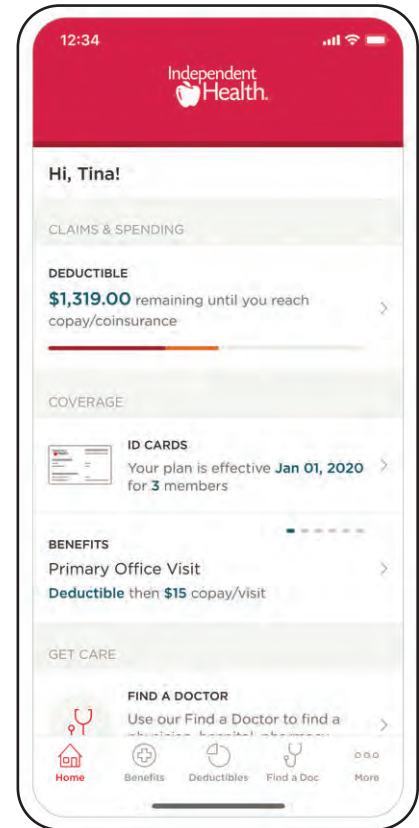 12:34
Independent
Health.
Hi, Tina!
CLAIMS & SPENDING
DEDUCTIBLE
$1,319.00 remaining until you reach
copay/coinsurance
COVERAGE
ID CARDS
Your plan is effective Jan 01, 2020
for 3 members
BENEFITS
Primary Office Visit
Deductible then $15 copay/visit
GET CARE
FIND A DOCTOR
Use our Find a Doctor to find a
Home
Benefits
Deductibles
Find a Doc
More